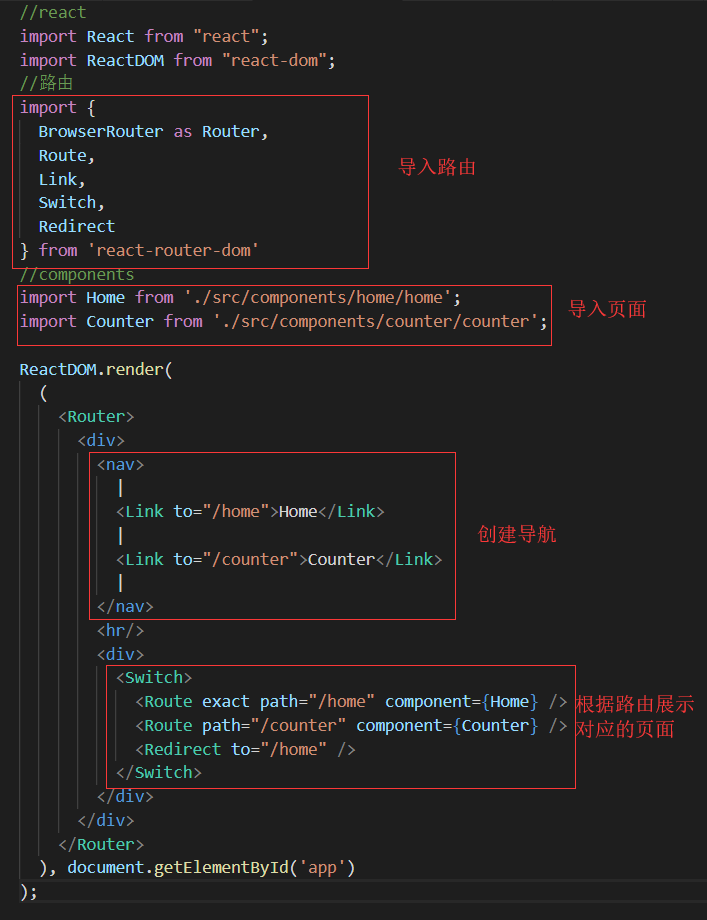 //react
import React from "react";
import ReactDOM from "react-dom";
//路由
import {
BrowserRouter as Router,
Route,
导入路由
Link,
Switch,
Redirect
} from 'react-router-dom'
//components
import Home from './src/components/home/home';
导入页面
import Counter from './src/components/counter/counter';
ReactDOM.render(
(
<Router>
<div>
<nav>
|
<Link to="/home">Home</Link>
|
创建导航
<Link to="/counter">Counter</Link>
|
</nav>
<hr/>
<div>
<Switch>
<Route exact path="/home" component={Home} />
根据路由展示
<Route path="/counter" component={Counter} />
对应的页面
<Redirect to="/home" />
</Switch>
</div>
</div>
</Router>
), document.getElementById('app')
);